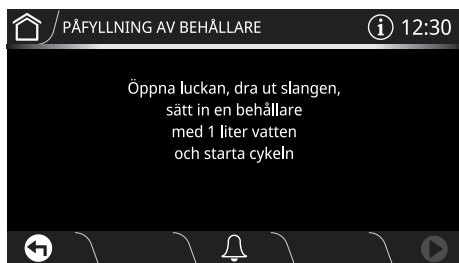 PÅFYLLNING AV BEHÅLLARE
12:30
Öppna luckan, dra ut slangen,
sätt in en behållare
med 1 liter vatten
och starta cykeln